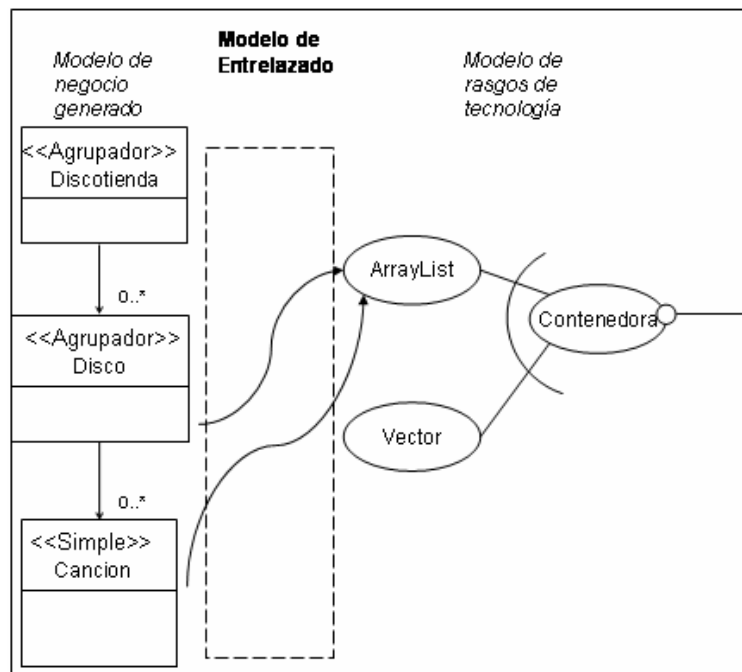 Modelo de
negocio
generado
Modelo de
Entrelazado
Modelo de
rasgos de
tecnología
<<Agrupador>>
Discotienda
0..*
<<Agrupador>>
Disco
0..*
<<Simple>>
Cancion
ArrayList
Vector
Contenedora